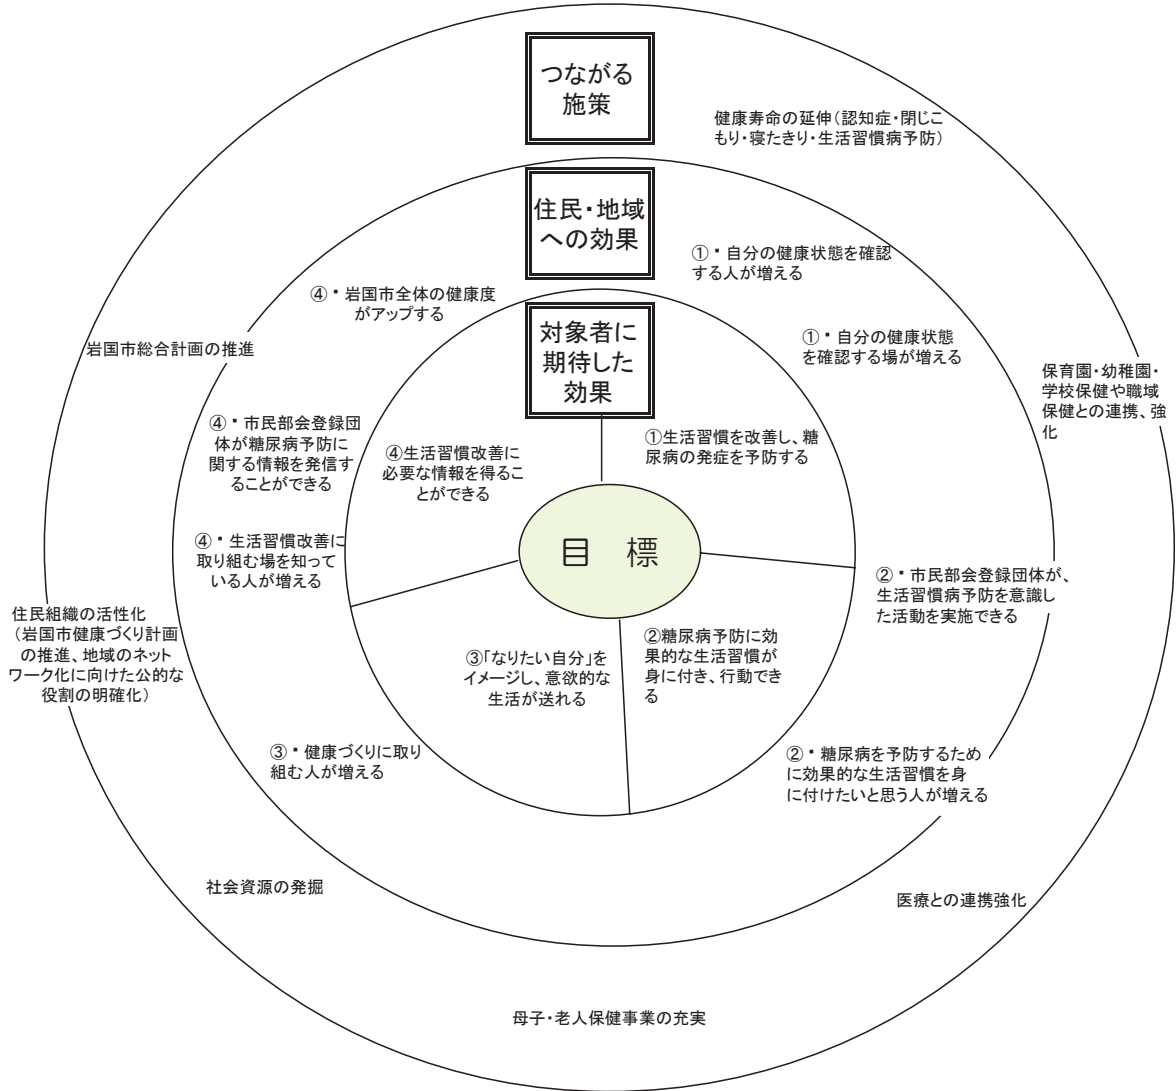 つながる
施策
健康寿命の延伸（認知症・閉じこ
もり・寝たきり・生活習慣病予防）
住民・地域
への効果
①・自分の健康状態を確認
する人が増える
④・岩国市全体の健康度
がアップする
対象者に
期待した
効果
①・自分の健康状態
を確認する場が増える
岩国市総合計画の推進
保育園・幼稚園・
学校保健や職域
保健との連携、強
化
④・市民部会登録団
体が糖尿病予防に
関する情報を発信す
ることができる
④生活習慣改善に
必要な情報を得るこ
とができる
①生活習慣を改善し、糖
尿病の発症を予防する
目 標
④・生活習慣改善に
取り組む場を知って
いる人が増える
②・市民部会登録団体が、
生活習慣病予防を意識し
た活動を実施できる
住民組織の活性化
（岩国市健康づくり計画
の推進、地域のネット
ワーク化に向けた公的な
役割の明確化）
③「なりたい自分」を
イメージし、意欲的な
生活が送れる
②糖尿病予防に効
果的な生活習慣が
身に付き、行動でき
る
③・健康づくりに取り
組む人が増える
②・糖尿病を予防するため
に効果的な生活習慣を身
に付けたいと思う人が増える
社会資源の発掘
医療との連携強化
母子・老人保健事業の充実